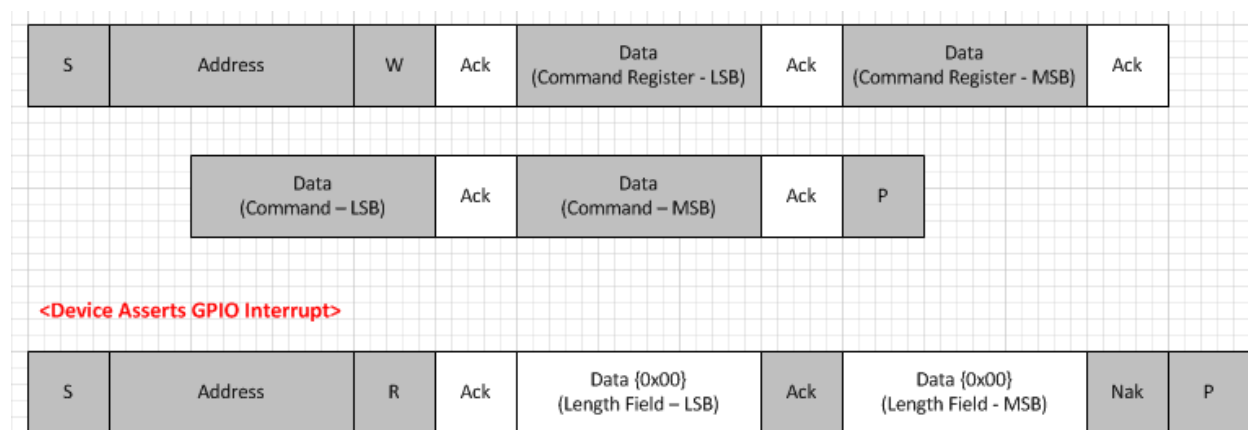 S Address W Ack Data Ack Data Ack
(Command Register - LSB) (Command Register - MSB)
Data Ack Data Ack P
(Command – LSB) (Command – MSB)
<Device Asserts GPIO Interrupt>
S Address R Ack Data {0x00} Ack Data {0x00} Nak P
(Length Field – LSB) (Length Field - MSB)